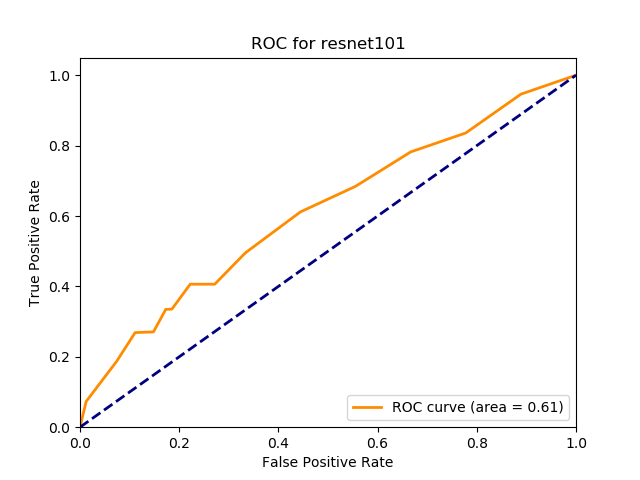 ROC for resnet101
True Positive Rate
1.0
0.8
0.6
0.4
0.2
0.0
ROC curve (area = 0.61)
0.0 0.2 0.4 0.6 0.8 1.0
False Positive Rate